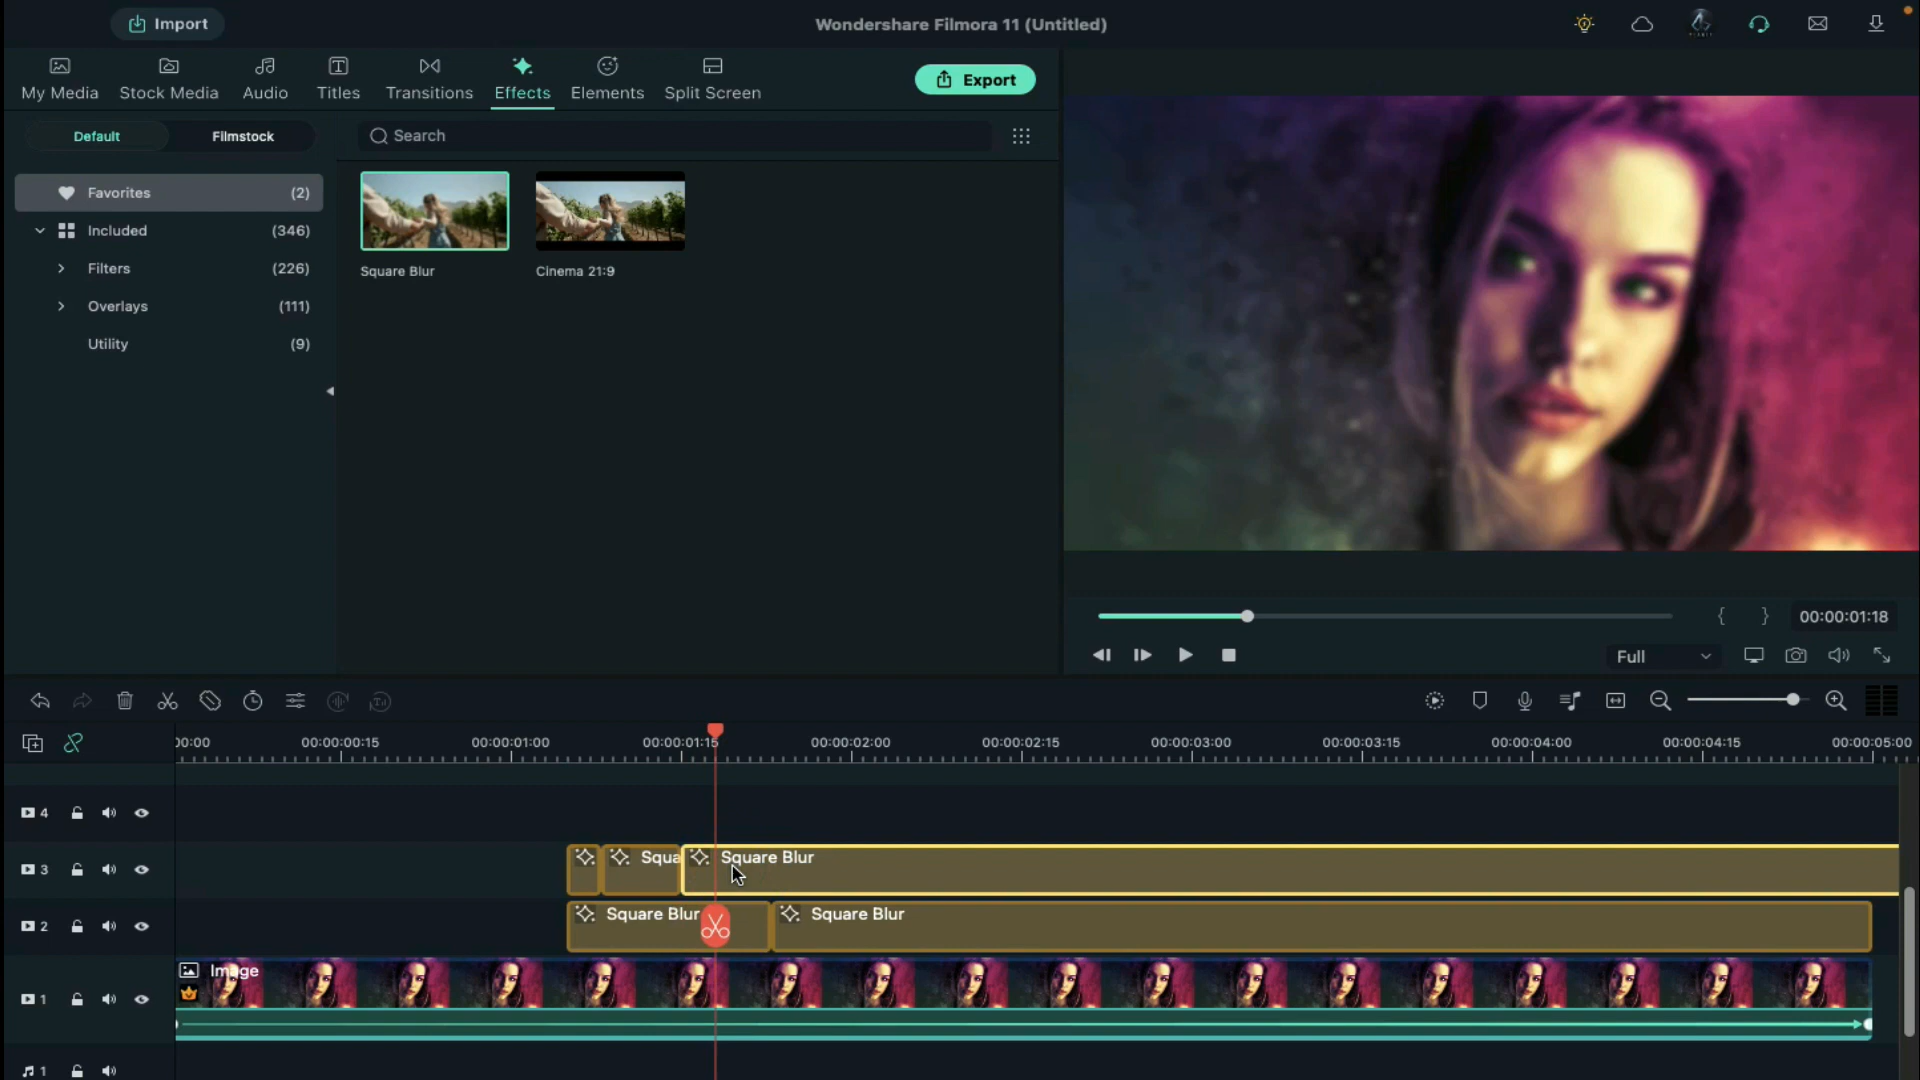 Import
Wondershare Filmora 11 (Untitled)
My Media
Stock Media
Audio
Titles
Transitions
Effects
Elements
Split Screen
Export
Default
Filmstock
Search
Favorites (2)
Included (346)
Filters (226)
Overlays (111)
Utility (9)
Square Blur
Cinema 21:9
00:00:01:18
Full
00:00
00:00:00:15
00:00:01:00
00:00:01:15
00:00:02:00
00:00:02:15
00:00:03:00
00:00:03:15
00:00:04:00
00:00:04:15
00:00:05:00
4
3
Squa
Square Blur
2
Square Blur
Square Blur
Image
1
1